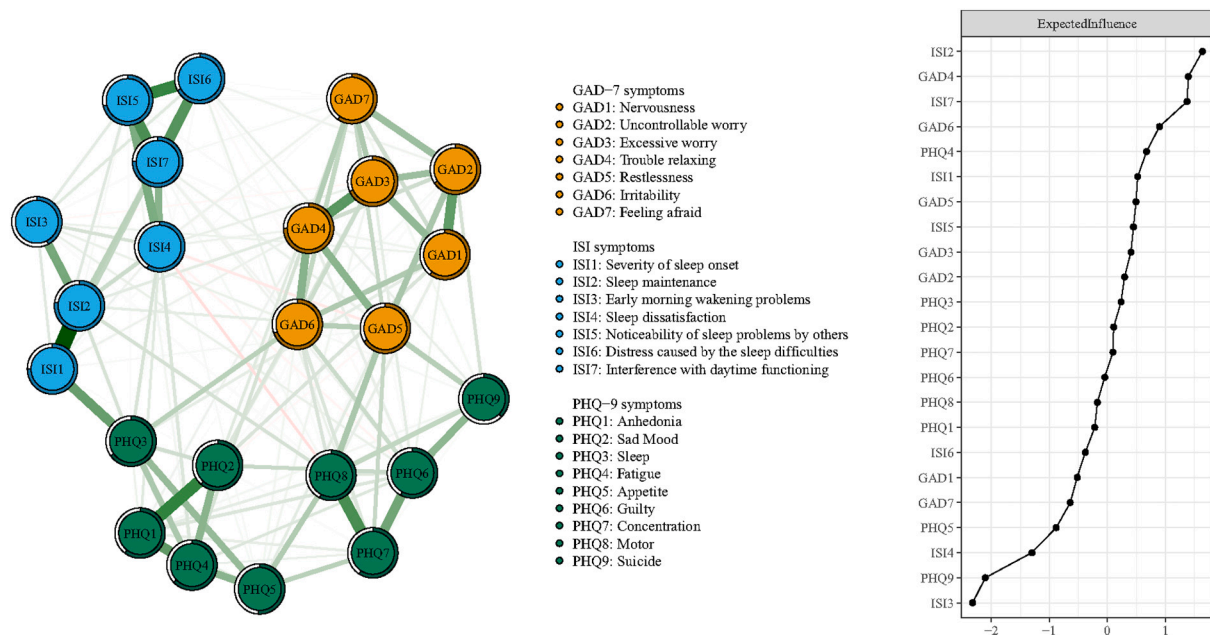 ISI6
ISI5
GAD7
ISI7
GAD2
GAD3
ISI3
GAD4
ISI4
GAD1
ISI2
GAD6
GAD5
ISI1
PHQ9
PHQ3
PHQ2
PHQ8
PHQ6
PHQ1
PHQ7
PHQ4
PHQ5
GAD−7 symptoms
GAD1: Nervousness
GAD2: Uncontrollable worry
GAD3: Excessive worry
GAD4: Trouble relaxing
GAD5: Restlessness
GAD6: Irritability
GAD7: Feeling afraid
ISI symptoms
ISI1: Severity of sleep onset
ISI2: Sleep maintenance
ISI3: Early morning wakening problems
ISI4: Sleep dissatisfaction
ISI5: Noticeability of sleep problems by others
ISI6: Distress caused by the sleep difficulties
ISI7: Interference with daytime functioning
PHQ−9 symptoms
PHQ1: Anhedonia
PHQ2: Sad Mood
PHQ3: Sleep
PHQ4: Fatigue
PHQ5: Appetite
PHQ6: Guilty
PHQ7: Concentration
PHQ8: Motor
PHQ9: Suicide
ExpectedInfluence
ISI2
GAD4
ISI7
GAD6
PHQ4
ISI1
GAD5
ISI5
GAD3
GAD2
PHQ3
PHQ2
PHQ7
PHQ6
PHQ8
PHQ1
ISI6
GAD1
GAD7
PHQ5
ISI4
PHQ9
ISI3
−2 −1 0 1